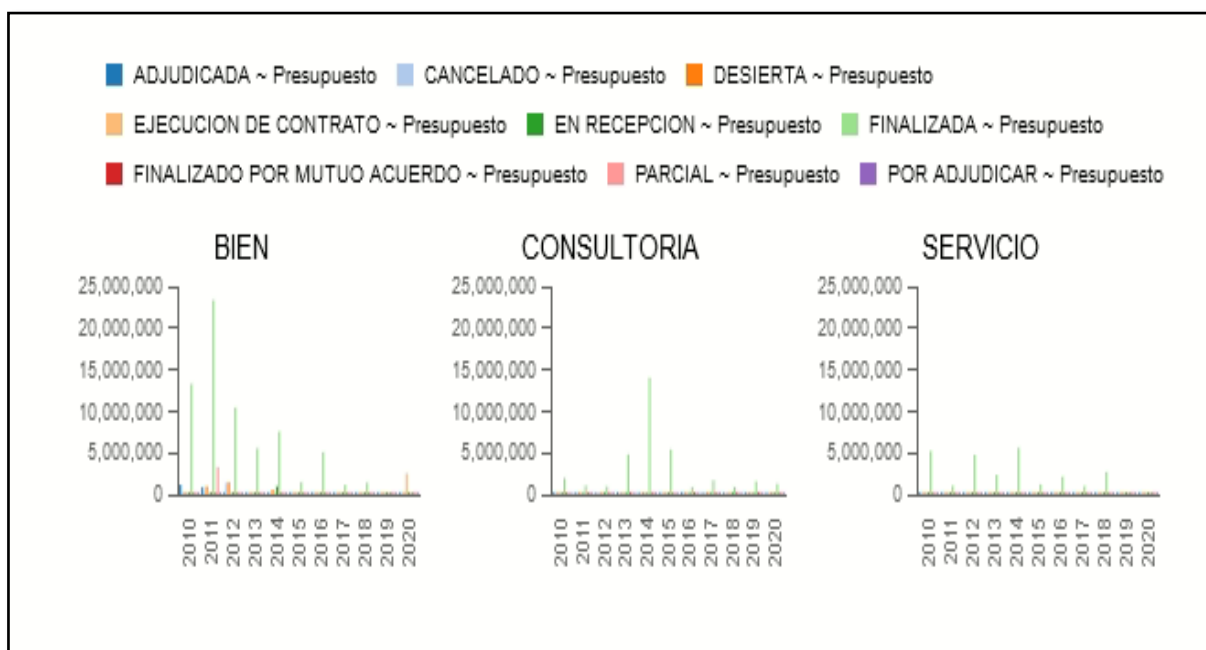 ADJUDICADA ~ Presupuesto CANCELADO ~ Presupuesto DESIERTA ~ Presupuesto
EJECUCION DE CONTRATO ~ Presupuesto EN RECEPCION ~ Presupuesto FINALIZADA ~ Presupuesto
FINALIZADO POR MUTUO ACUERDO ~ Presupuesto PARCIAL ~ Presupuesto POR ADJUDICAR ~ Presupuesto
BIEN CONSULTORIA SERVICIO
25,000,000 25,000,000 25,000,000
20,000,000 20,000,000 20,000,000
15,000,000 15,000,000 15,000,000
10,000,000 10,000,000 10,000,000
5,000,000 5,000,000 5,000,000
0 0 0
2010 2011 2012 2013 2014 2015 2016 2017 2018 2019 2020 2010 2011 2012 2013 2014 2015 2016 2017 2018 2019 2020 2010 2011 2012 2013 2014 2015 2016 2017 2018 2019 2020